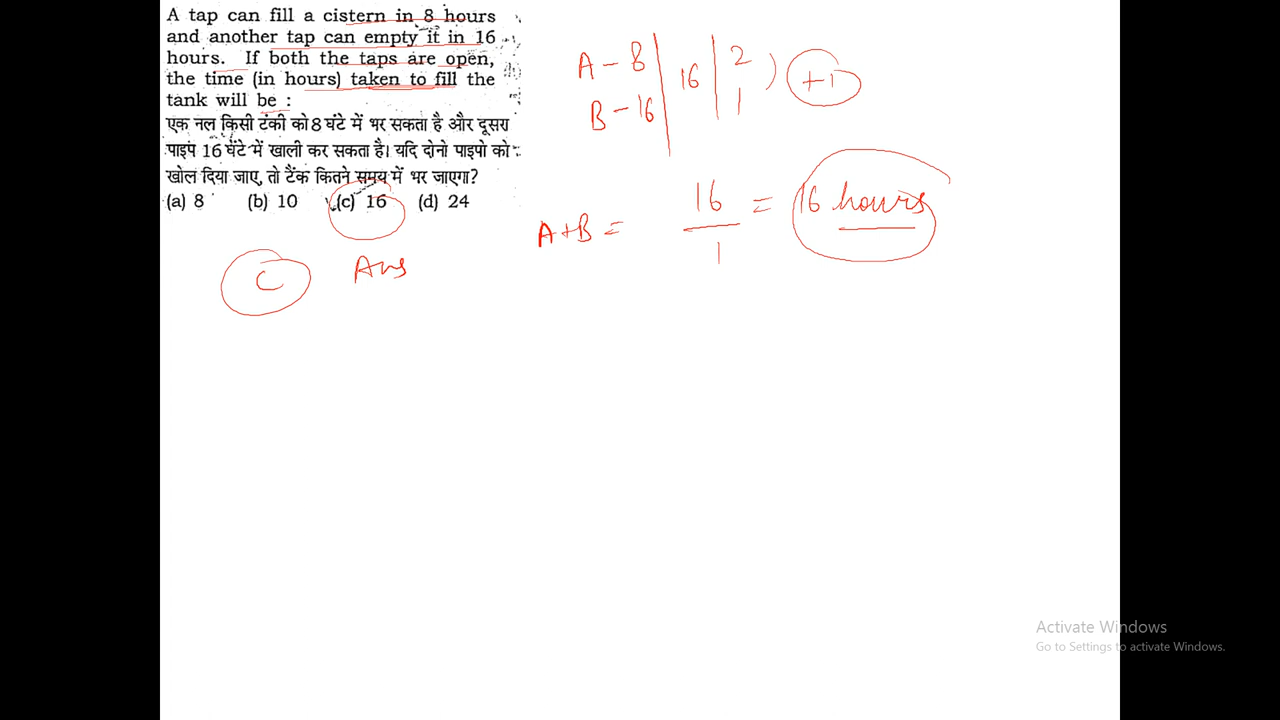 A tap can fill a cistern in 8 hours
and another tap can empty it in 16
hours. If both the taps are open,
the time (in hours) taken to fill the
tank will be :
एक नल किसी टंकी को 8 घंटे में भर सकता है और दूसरा
पाइप 16 घंटे में खाली कर सकता है। यदि दोनो पाइपो को
खोल दिया जाए, तो टैंक कितने समय में भर जाएगा?
(a) 8 (b) 10 (c) 16 (d) 24
C Ans
A - 8 | 16 | 2 ) +1
B - 16 | 1
A+B = 16/1 = 16 hours
Activate Windows
Go to Settings to activate Windows.